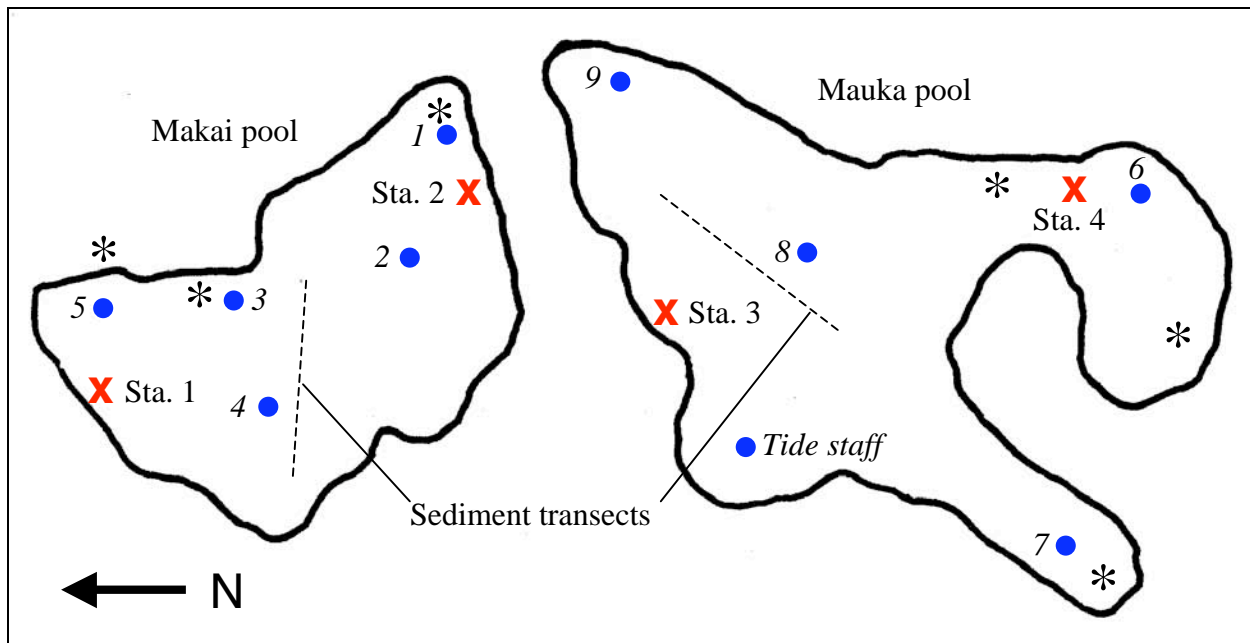 9
Mauka pool
Makai pool
*
1
6
Sta. 2
X
*
X
Sta. 4
*
2
8
5
*
3
X
Sta. 3
*
X
Sta. 1
4
Tide staff
Sediment transects
7
*
N